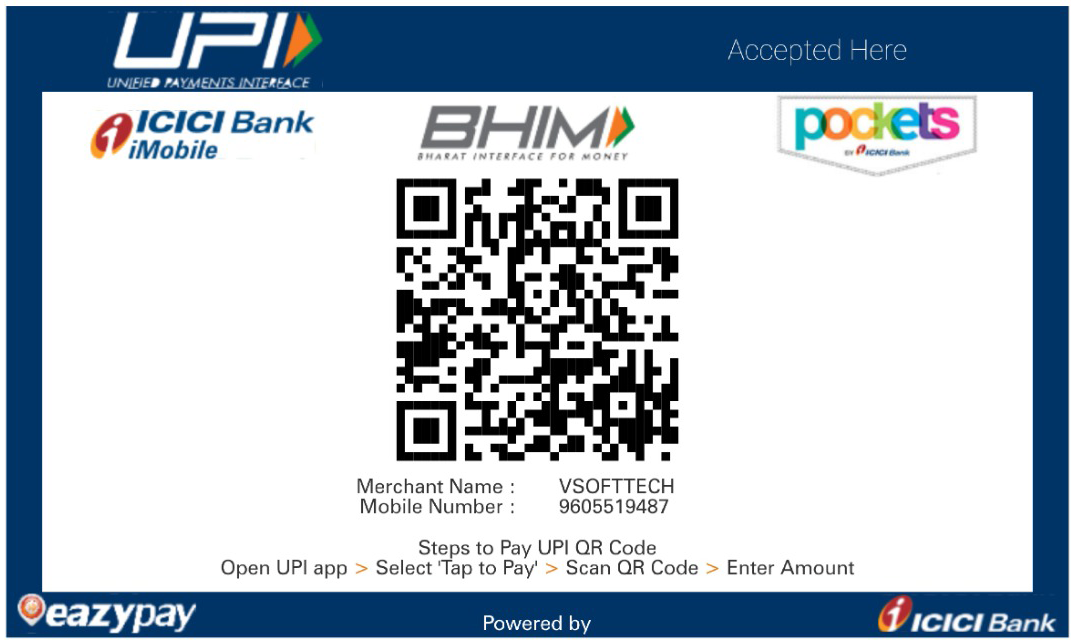 UPI
UNIFIED PAYMENTS INTERFACE
Accepted Here
ICICI Bank
iMobile
BHIM
BHARAT INTERFACE FOR MONEY
pockets
BY ICICI Bank
Merchant Name : VSOFTTECH
Mobile Number : 9605519487
Steps to Pay UPI QR Code
Open UPI app > Select 'Tap to Pay' > Scan QR Code > Enter Amount
eazypay
Powered by
ICICI Bank